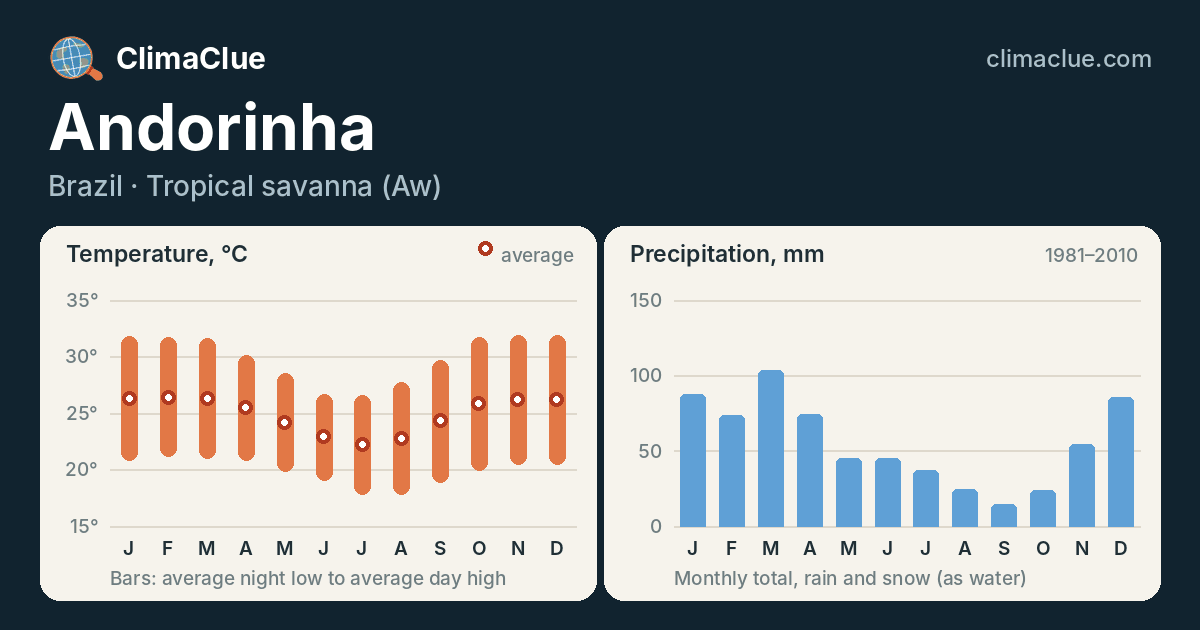 ClimaClue
climaclue.com
Andorinha
Brazil · Tropical savanna (Aw)
Temperature, °C
average
35°
30°
25°
20°
15°
J F M A M J J A S O N D
Bars: average night low to average day high
Precipitation, mm
1981–2010
150
100
50
0
J F M A M J J A S O N D
Monthly total, rain and snow (as water)